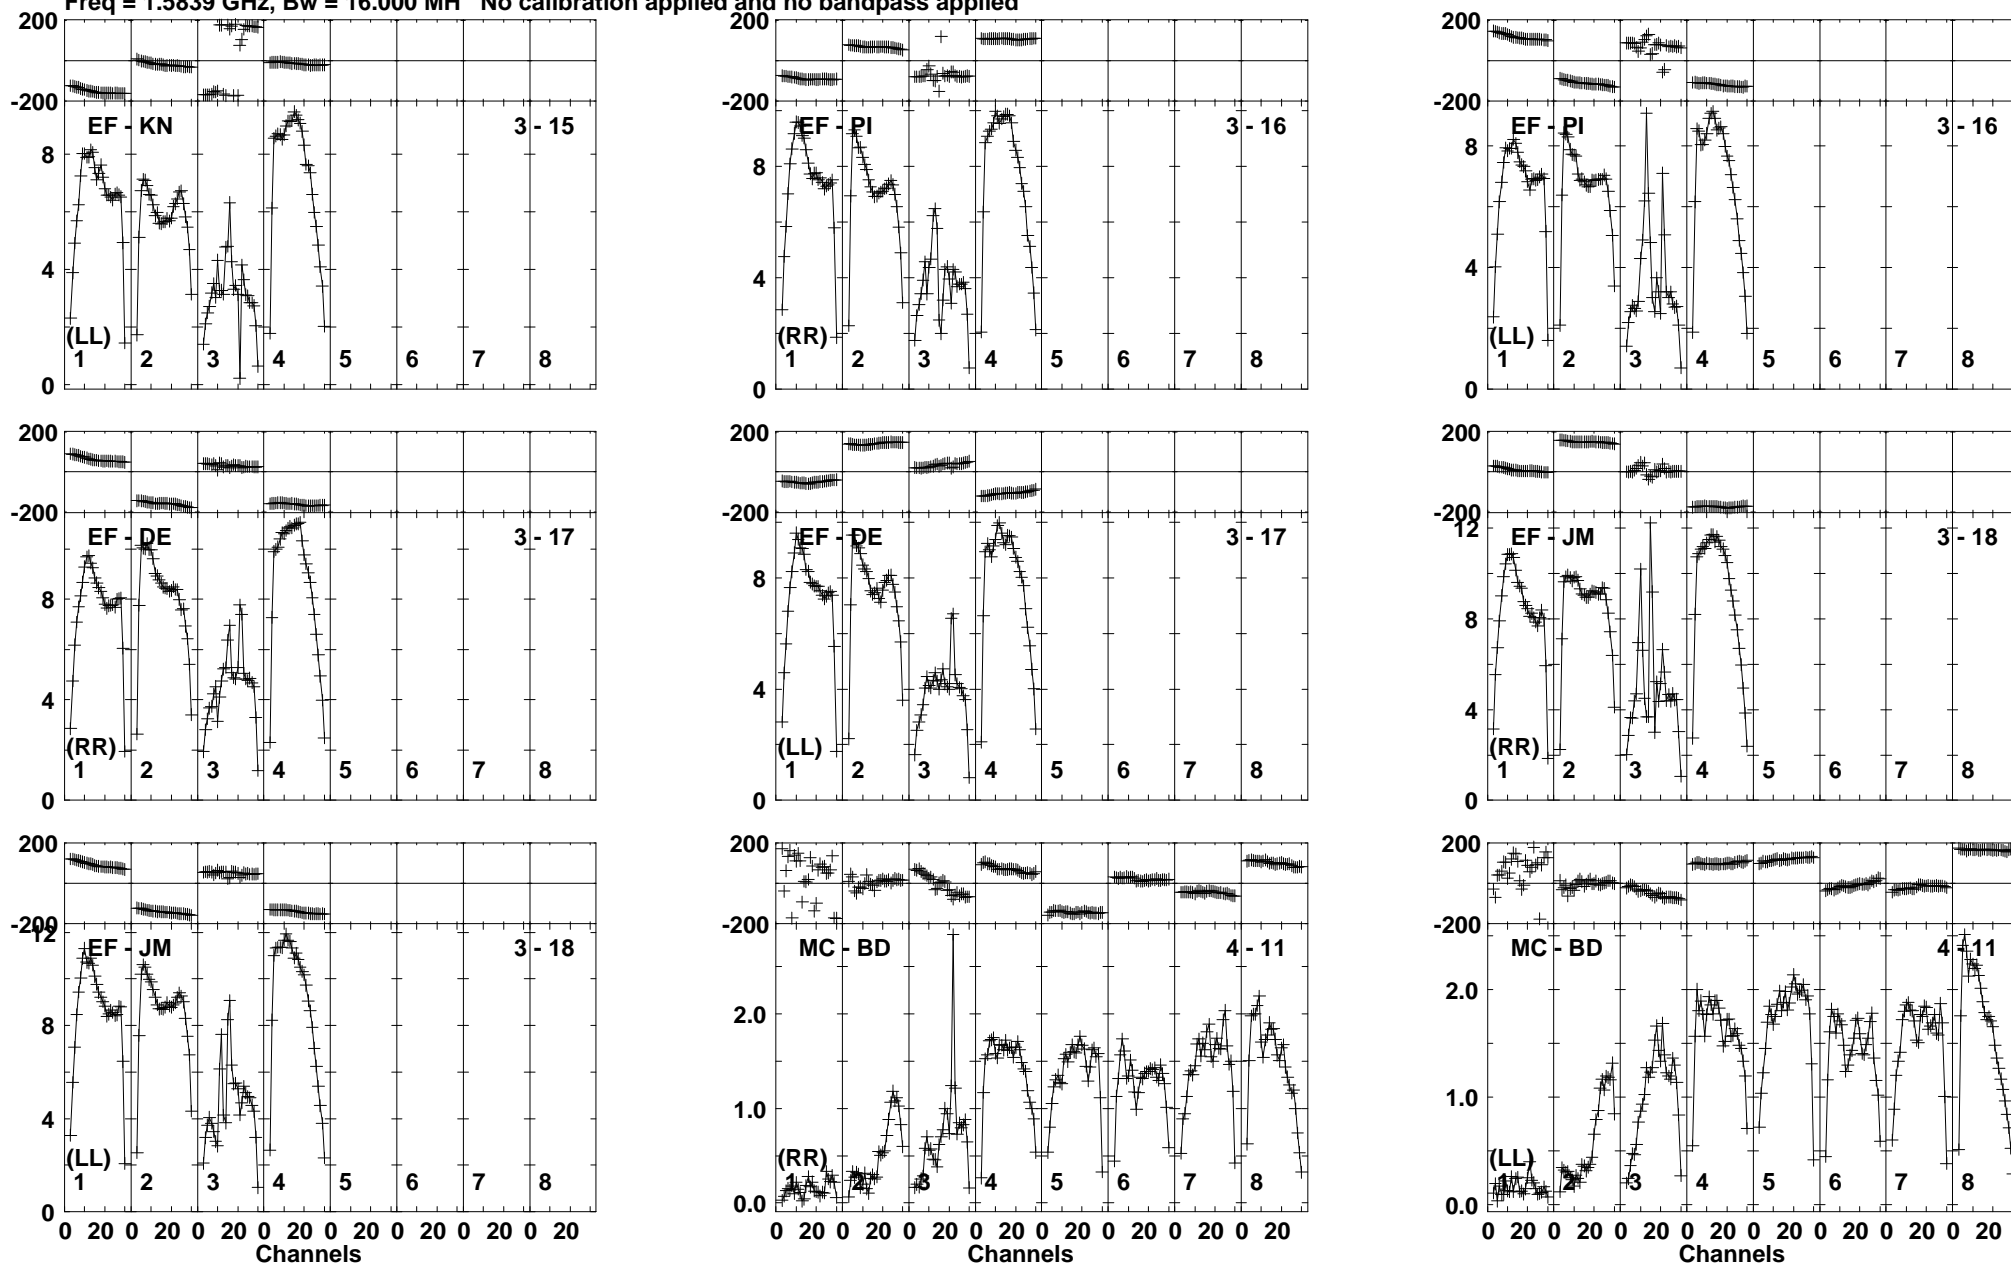 Freq = 1.5839 GHz, Bw = 16.000 MH No calibration applied and no bandpass applied
200 200 200
-200 -200 -200
EF - KN 3 - 15 EF - PI 3 - 16 EF - PI 3 - 16
8 8 8
4 4 4
(LL) (RR) (LL)
1 2 3 4 5 6 7 8 1 2 3 4 5 6 7 8 1 2 3 4 5 6 7 8
0 0 0
200 200 200
-200 -200 -200
12
EF - DE 3 - 17 EF - DE 3 - 17 EF - JM 3 - 18
8 8 8
4 4 4
(RR) (LL) (RR)
1 2 3 4 5 6 7 8 1 2 3 4 5 6 7 8 1 2 3 4 5 6 7 8
0 0 0
200 200 200
-200 -200 -200
12
EF - JM 3 - 18 MC - BD 4 - 11 MC - BD 4 - 11
8 2.0 2.0
4 1.0 1.0
(LL) (RR) (LL)
1 2 3 4 5 6 7 8 1 2 3 4 5 6 7 8 1 2 3 4 5 6 7 8
0 0.0 0.0
0 20 0 20 0 20 0 20 0 20 0 20 0 20 0 20 0 20 0 20 0 20 0 20 0 20 0 20 0 20 0 20 0 20 0 20 0 20 0 20 0 20 0 20 0 20 0 20
Channels Channels Channels